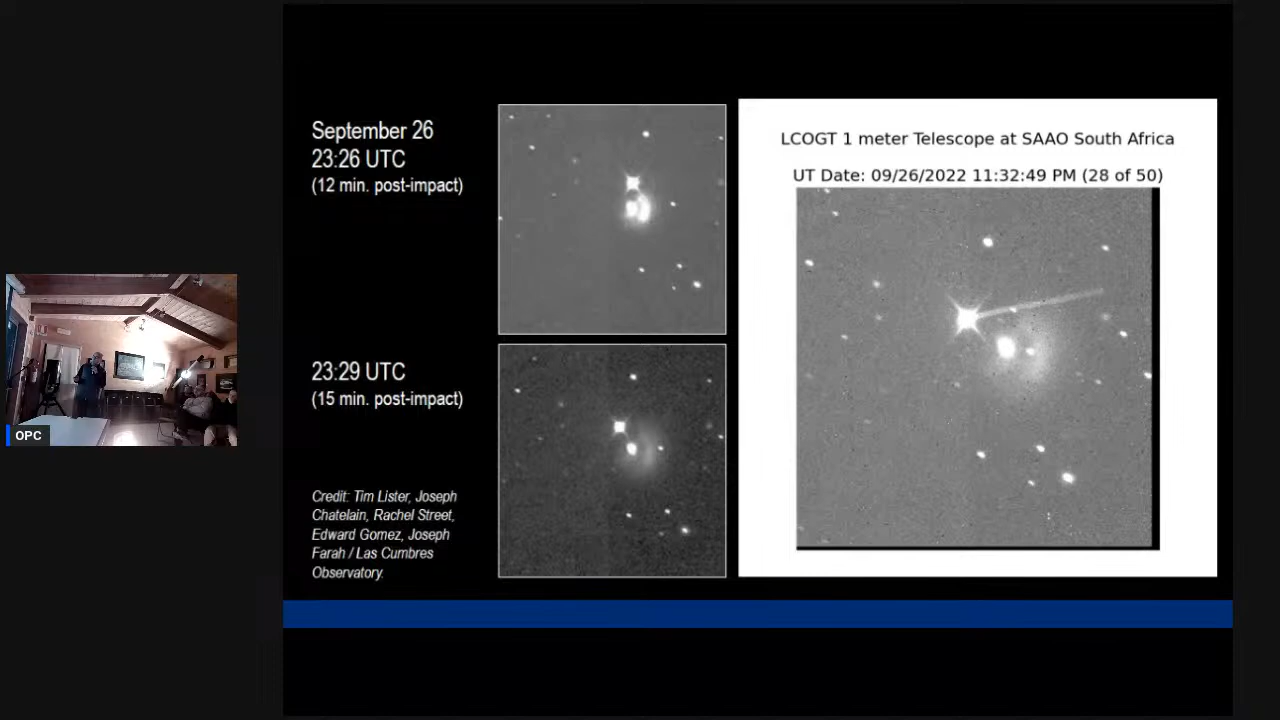 September 26
23:26 UTC
(12 min. post-impact)
23:29 UTC
(15 min. post-impact)
Credit: Tim Lister, Joseph
Chatelain, Rachel Street,
Edward Gomez, Joseph
Farah / Las Cumbres
Observatory.
LCOGT 1 meter Telescope at SAAO South Africa
UT Date: 09/26/2022 11:32:49 PM (28 of 50)
OPC